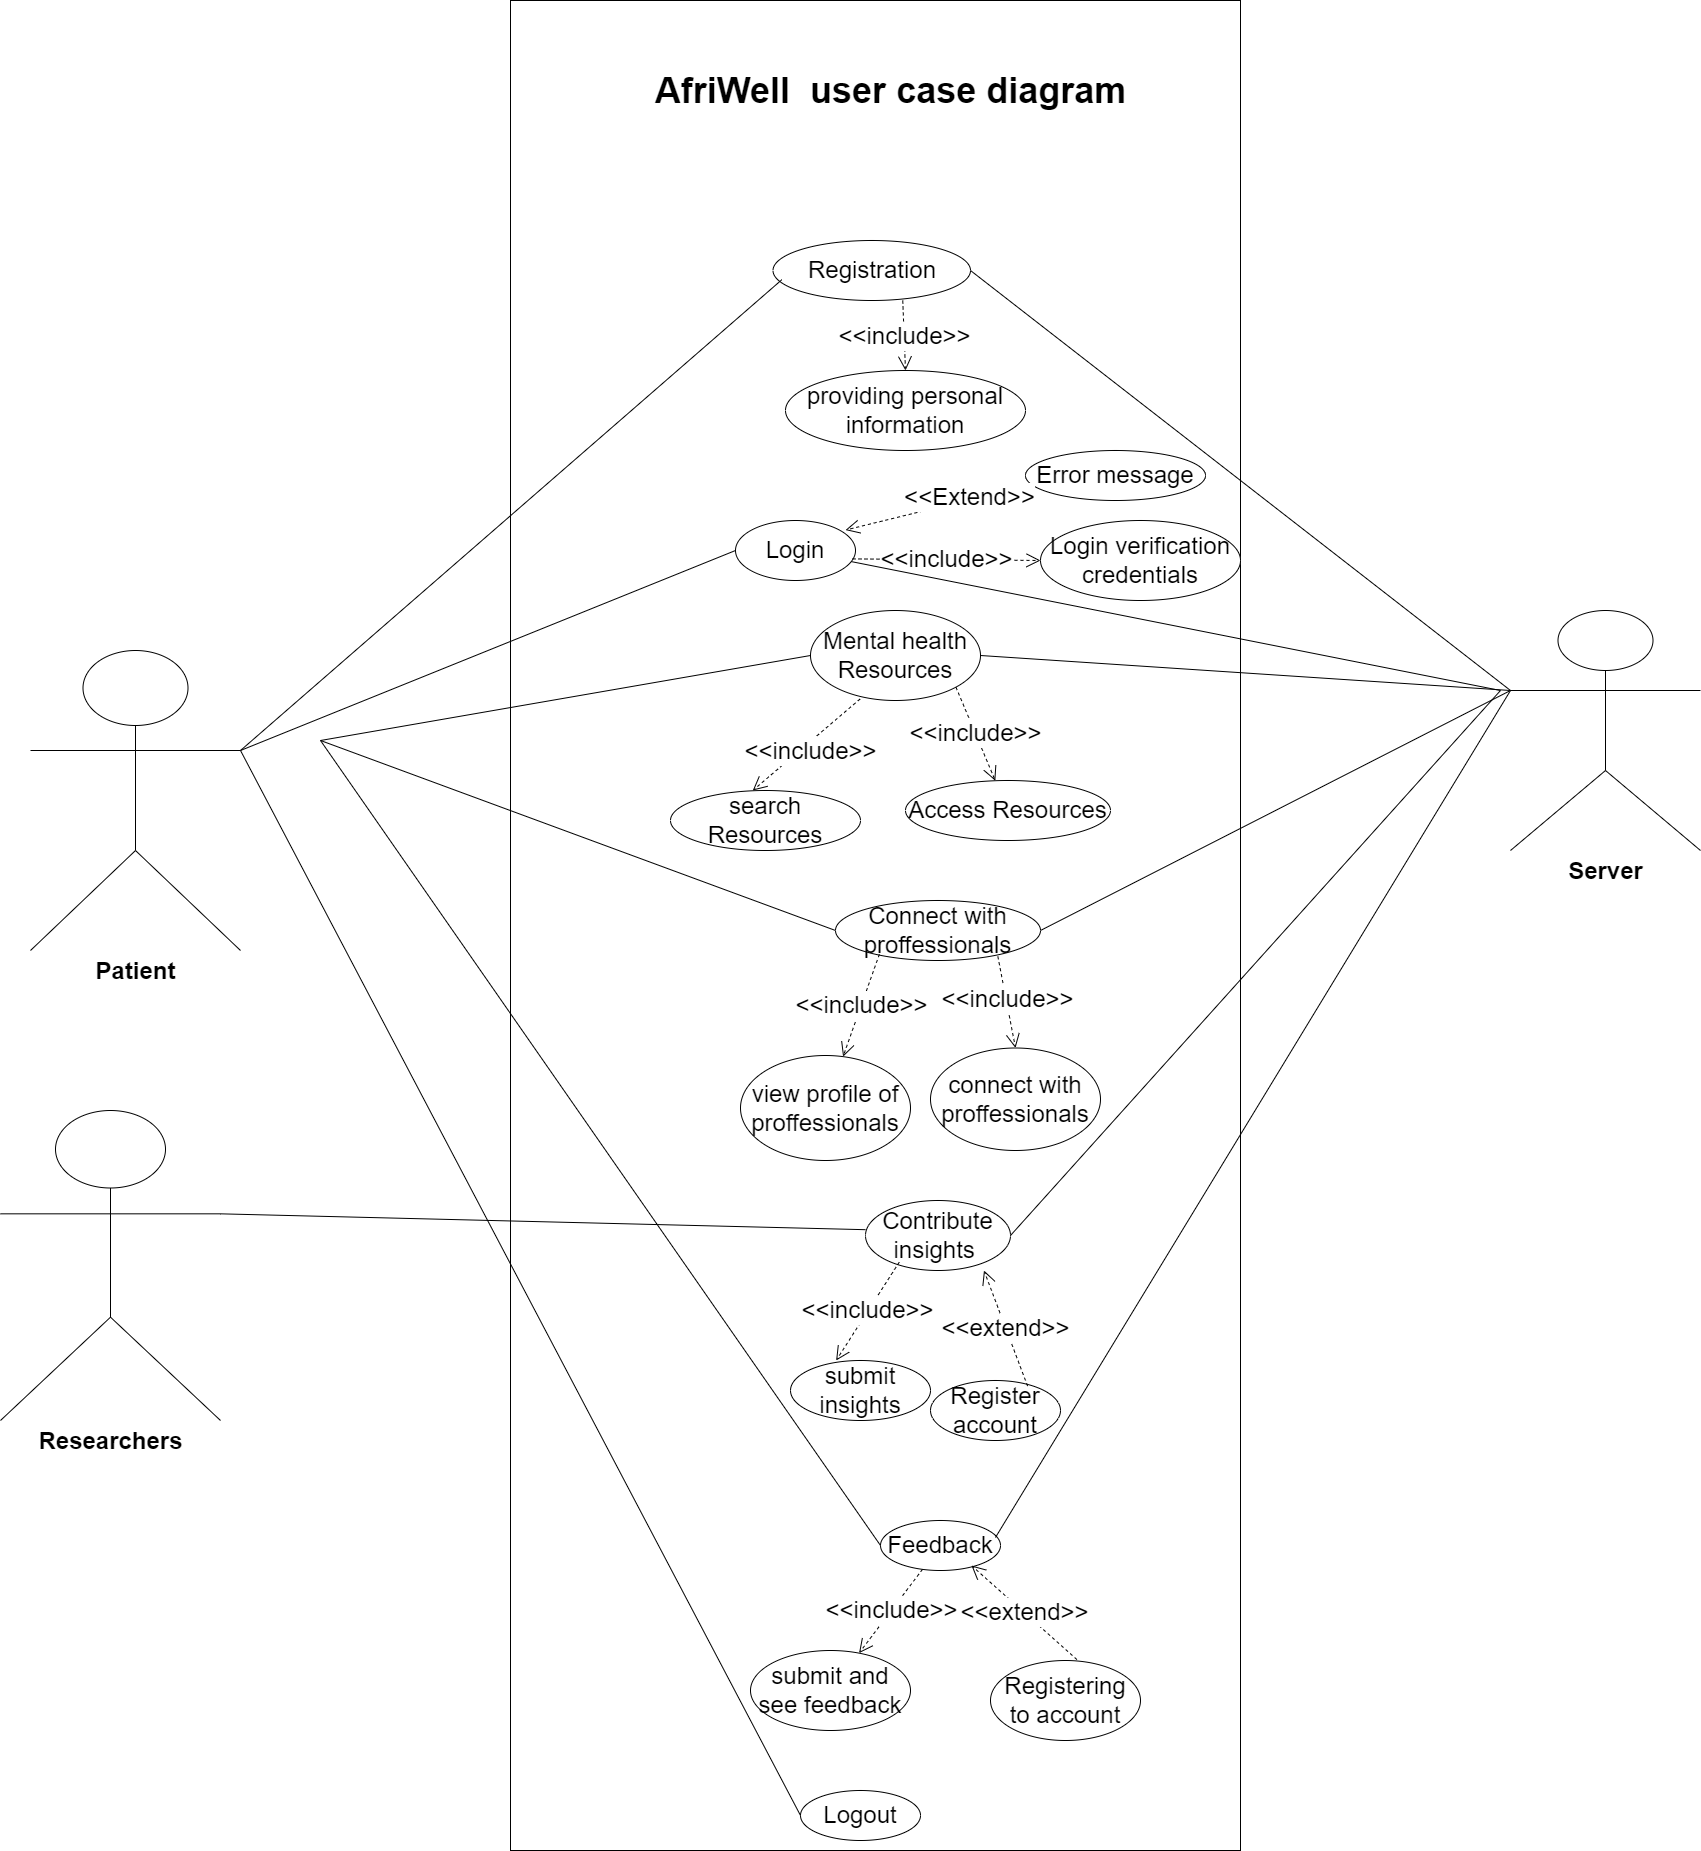 AfriWell  user case diagram
Registration
<<include>>
providing personal
information
Error message
<<Extend>>
Login
<<include>>
Login verification
credentials
Mental health
Resources
<<include>>
<<include>>
search
Resources
Access Resources
Server
Connect with
proffessionals
Patient
<<include>>
<<include>>
view profile of
proffessionals
connect with
proffessionals
Contribute
insights
<<include>>
<<extend>>
submit
insights
Register
account
Researchers
Feedback
<<include>>
<<extend>>
submit and
see feedback
Registering
to account
Logout